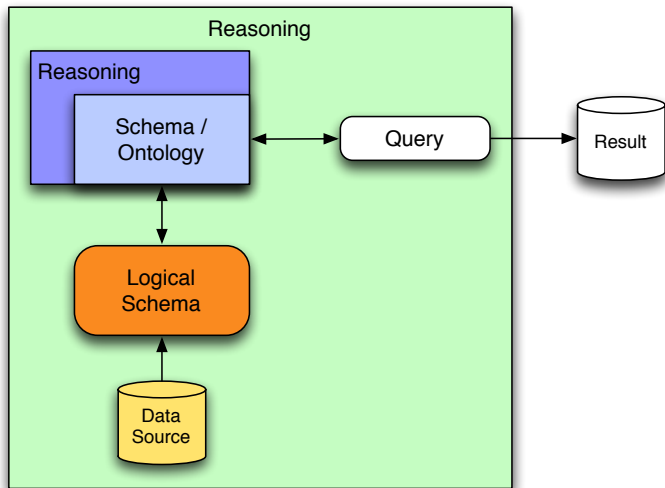 Reasoning
Reasoning
Schema /
Ontology
Query
Result
Logical
Schema
Data
Source